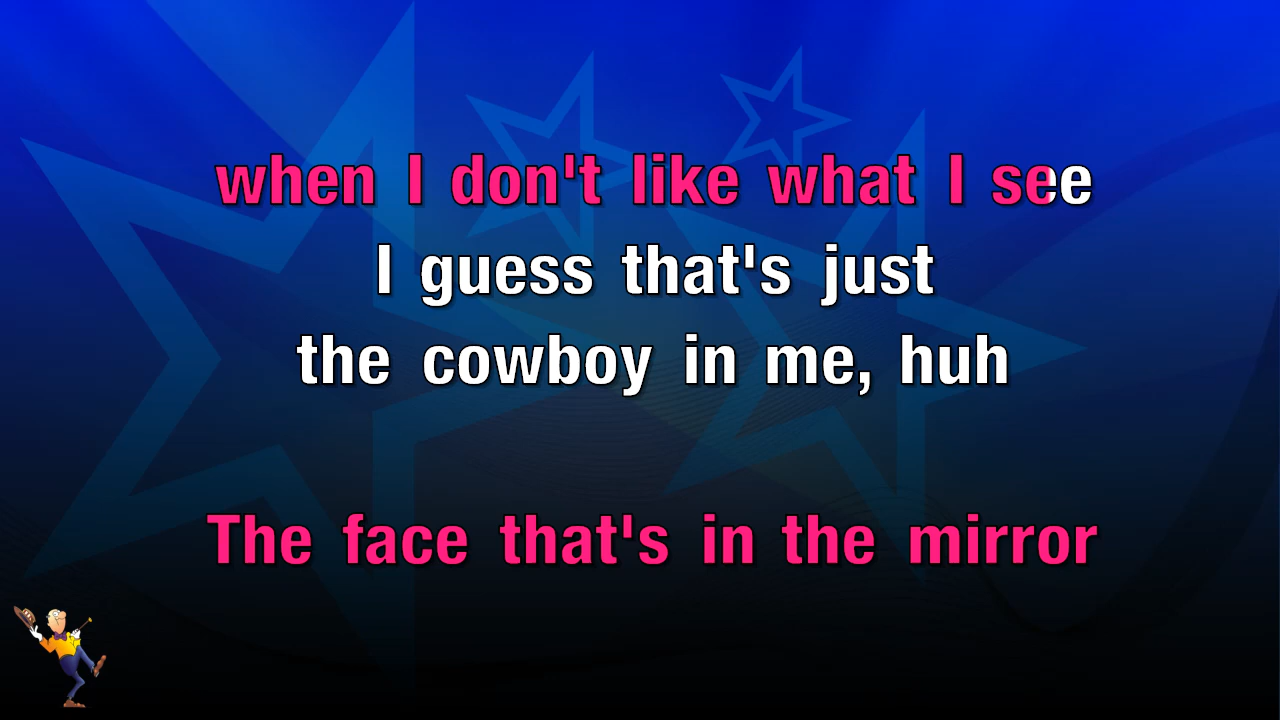 when I don't like what I see
I guess that's just
the cowboy in me, huh
The face that's in the mirror